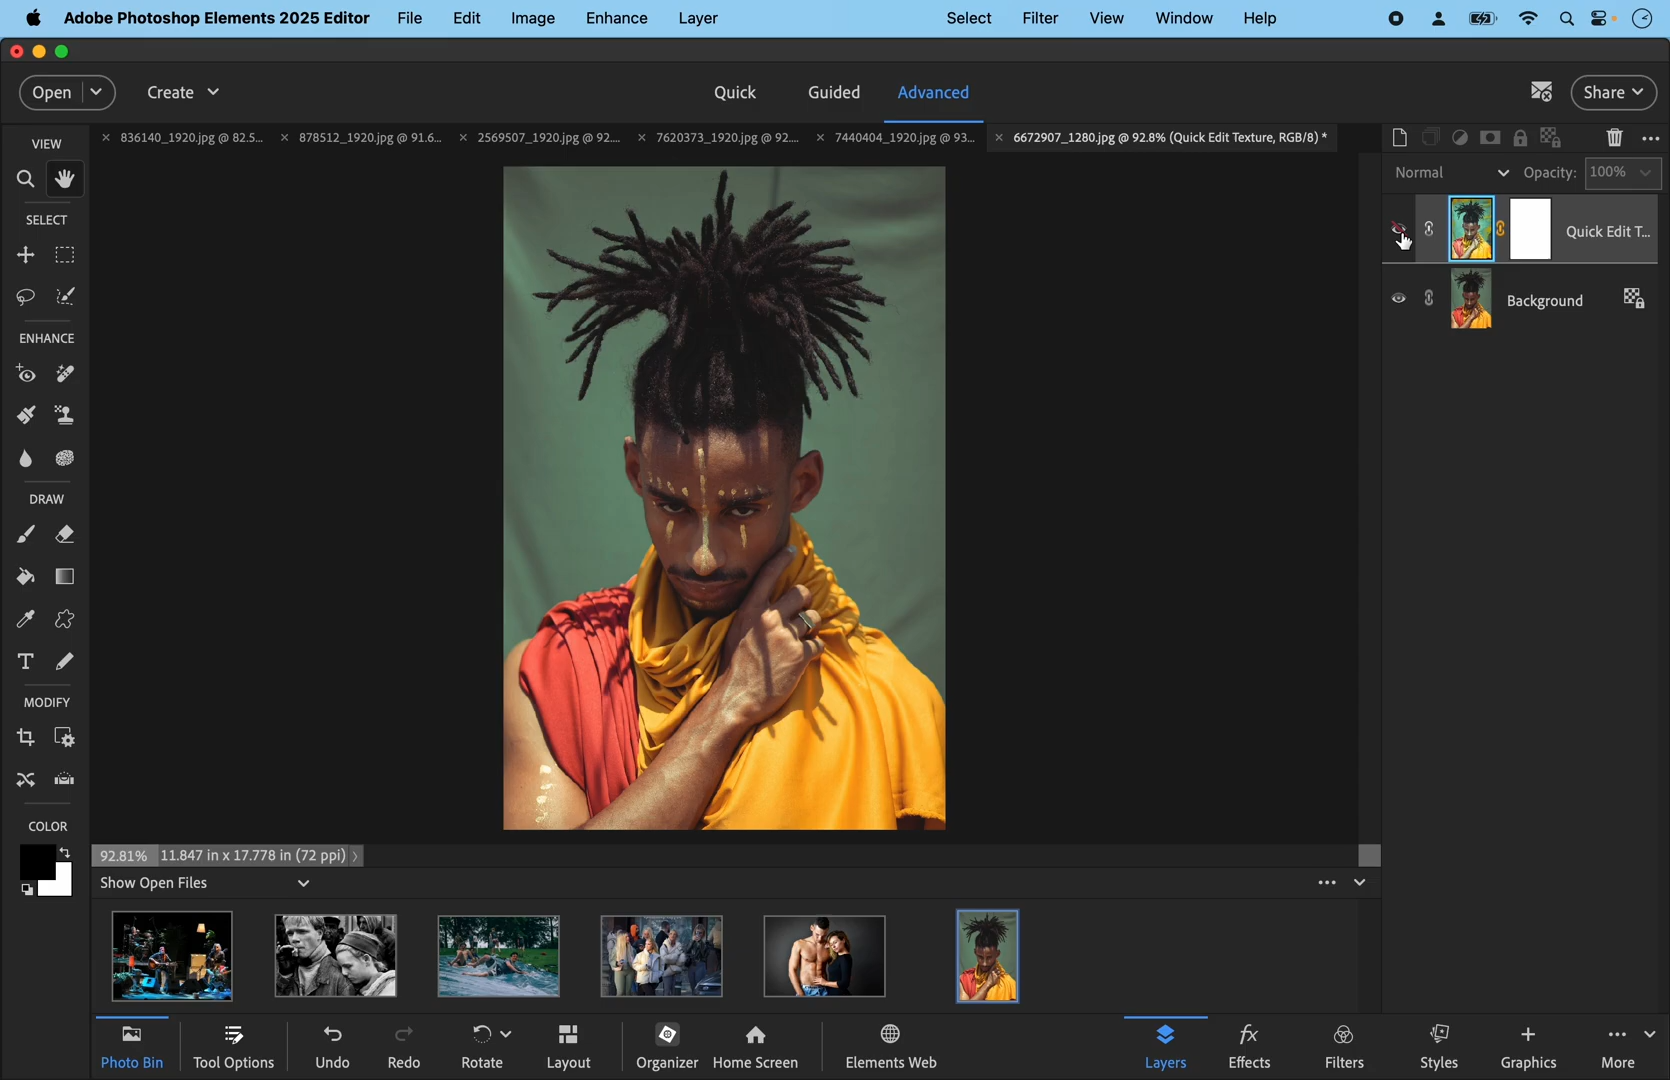 Adobe Photoshop Elements 2025 Editor File Edit Image Enhance Layer Select Filter View Window Help
Open Create Quick Guided Advanced Share
VIEW
836140_1920.jpg @ 82.5... 878512_1920.jpg @ 91.6... 2569507_1920.jpg @ 92... 7620373_1920.jpg @ 92... 7440404_1920.jpg @ 93... 6672907_1280.jpg @ 92.8% (Quick Edit Texture, RGB/8) *
Normal Opacity: 100%
SELECT
Quick Edit T...
Background
ENHANCE
DRAW
T
MODIFY
COLOR
92.81% 11.847 in x 17.778 in (72 ppi)
Show Open Files
Photo Bin Tool Options Undo Redo Rotate Layout Organizer Home Screen Elements Web Layers fx Effects Filters Styles Graphics More